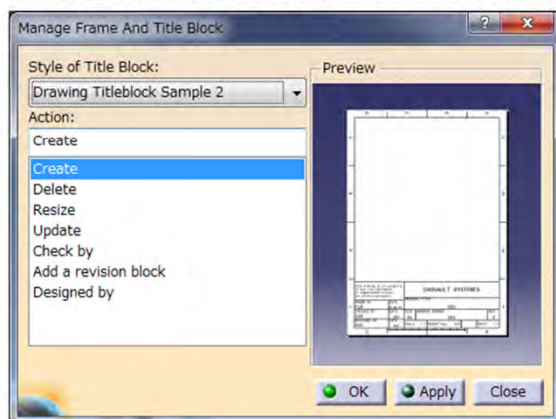 Manage Frame And Title Block
Style of Title Block:
Drawing Titleblock Sample 2
Action:
Create
Create
Delete
Resize
Update
Check by
Add a revision block
Designed by
Preview
DASSAULT SYSTEMES
OK
Apply
Close